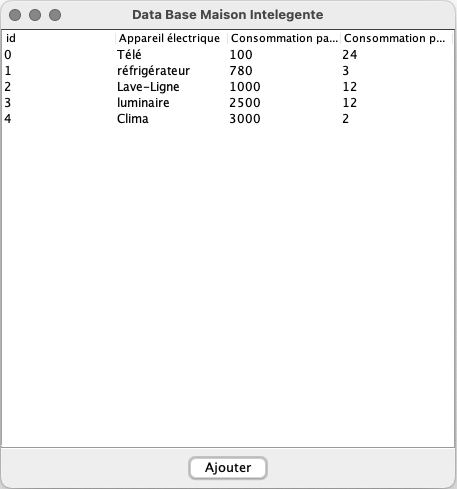 Data Base Maison Intelegente
id Appareil électrique Consommation pa... Consommation p...
0 Télé 100 24
1 réfrigérateur 780 3
2 Lave-Ligne 1000 12
3 luminaire 2500 12
4 Clima 3000 2
Ajouter